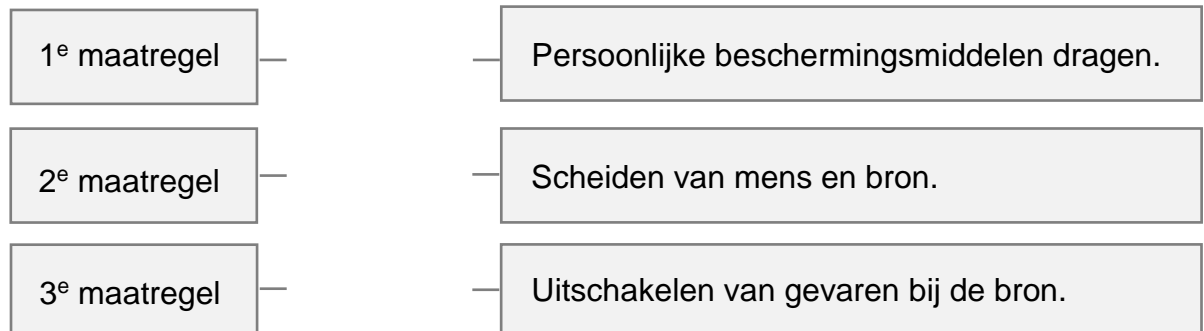 1e maatregel
Persoonlijke beschermingsmiddelen dragen.
2e maatregel
Scheiden van mens en bron.
3e maatregel
Uitschakelen van gevaren bij de bron.